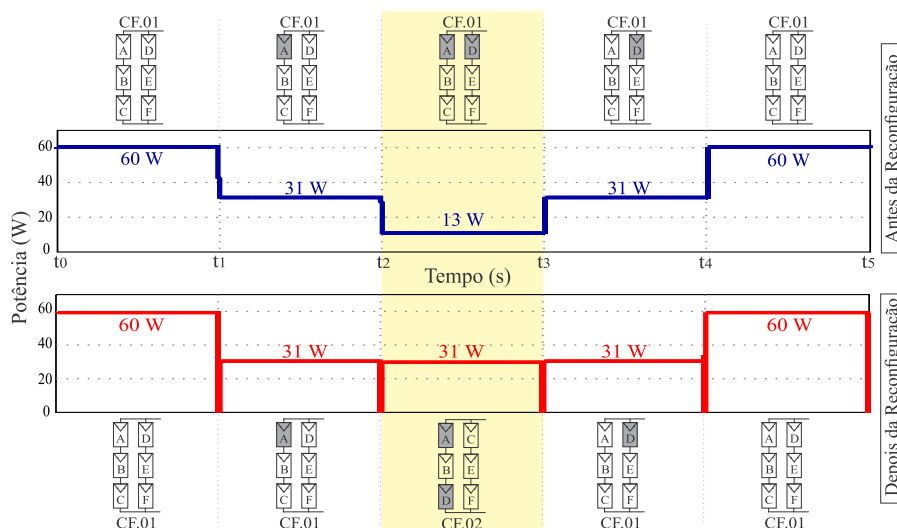 CF.01 CF.01 CF.01 CF.01 CF.01
A D A D A D A D A D
B E B E B E B E B E
C F C F C F C F C F
60
40
20
0
60 W
31 W
13 W
31 W
60 W
t0 t1 t2 t3 t4 t5
Tempo (s)
Potência (W)
Antes da Reconfiguração
60
40
20
0
60 W
31 W
31 W
31 W
60 W
A D A D A C A D A D
B E B E B E B E B E
C F C F D F C F C F
CF.01 CF.01 CF.02 CF.01 CF.01
Depois da Reconfiguração